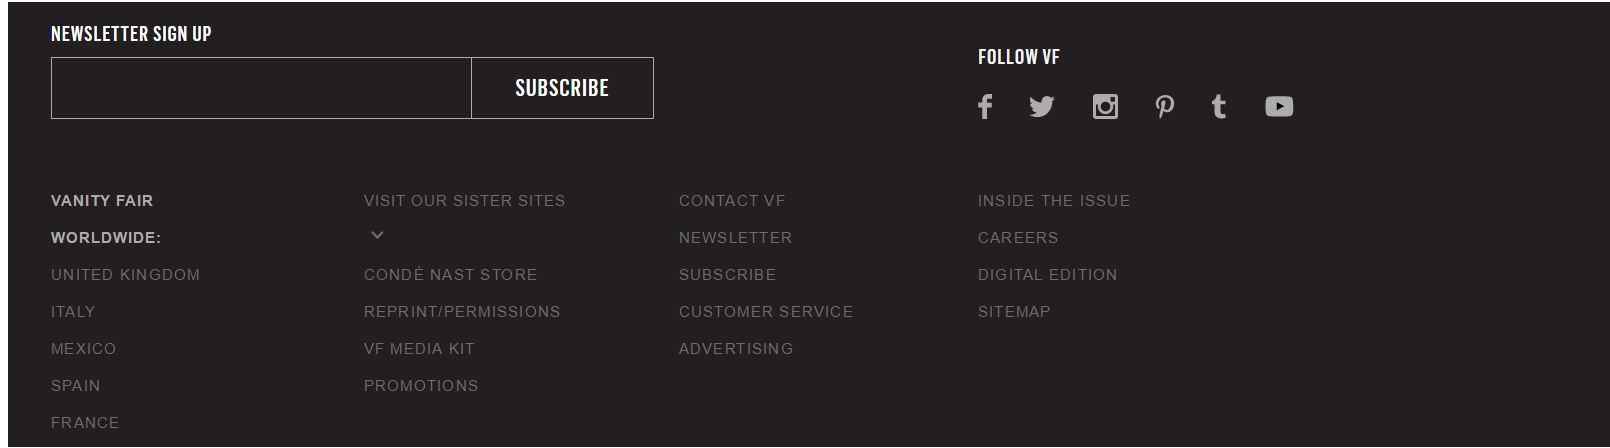 NEWSLETTER SIGN UP
SUBSCRIBE
FOLLOW VF
VANITY FAIR
WORLDWIDE:
UNITED KINGDOM
ITALY
MEXICO
SPAIN
FRANCE
VISIT OUR SISTER SITES
CONDÉ NAST STORE
REPRINT/PERMISSIONS
VF MEDIA KIT
PROMOTIONS
CONTACT VF
NEWSLETTER
SUBSCRIBE
CUSTOMER SERVICE
ADVERTISING
INSIDE THE ISSUE
CAREERS
DIGITAL EDITION
SITEMAP